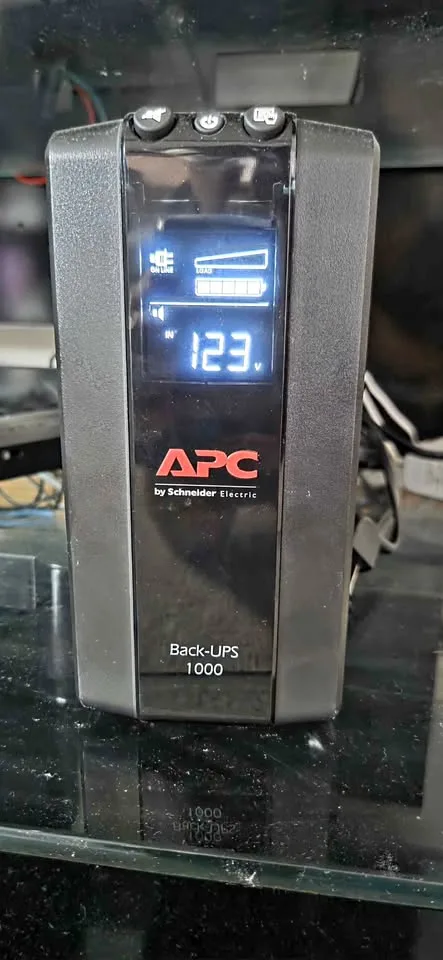 ON LINE
LOAD
IN
123 V
APC
by Schneider Electric
Back-UPS
1000